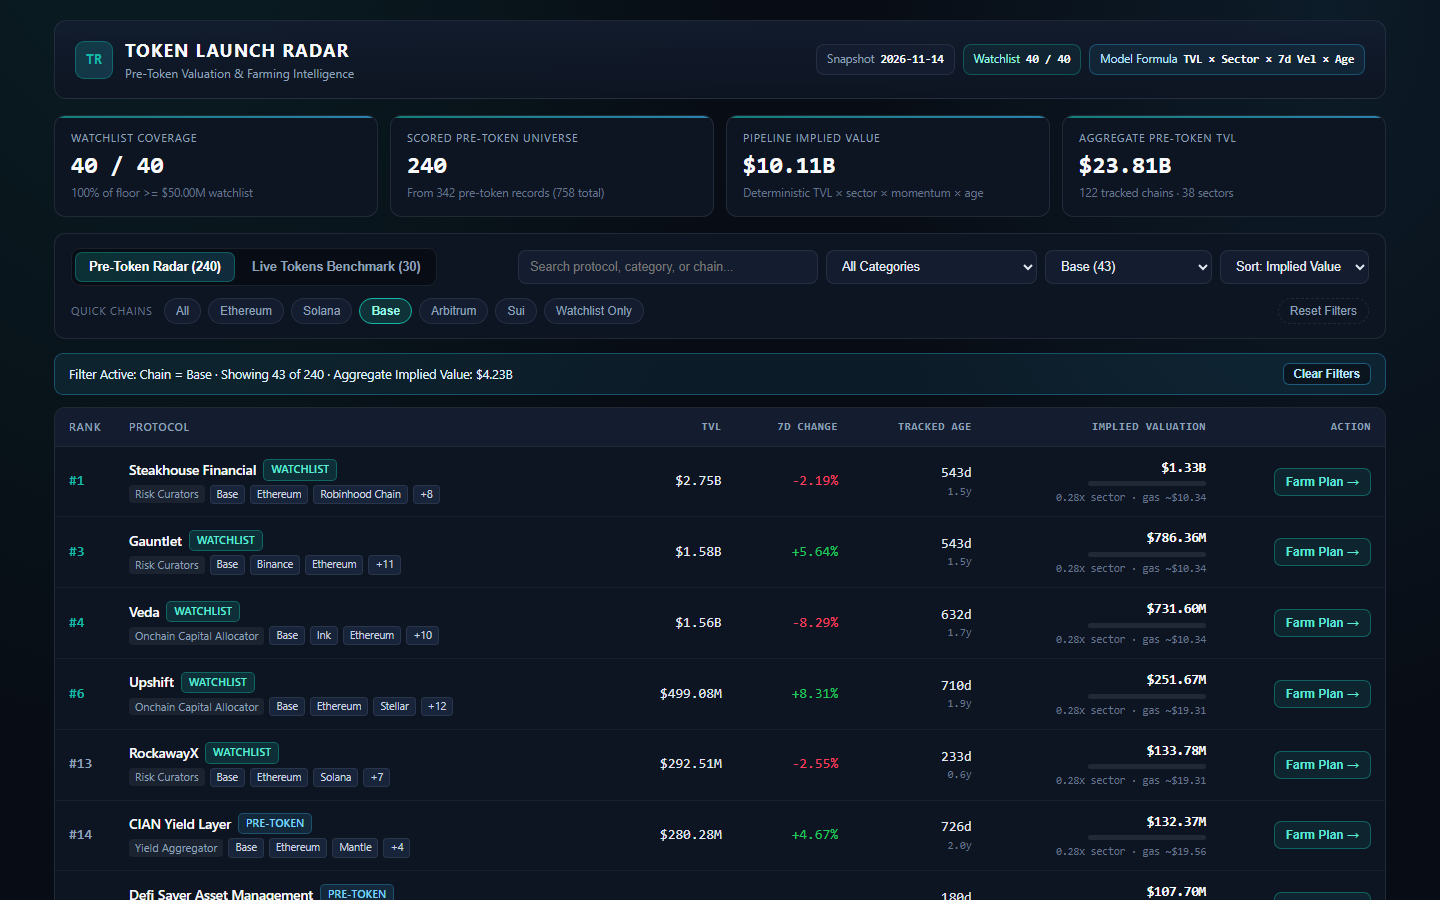 TR
TOKEN LAUNCH RADAR
Pre-Token Valuation & Farming Intelligence
Snapshot 2026-11-14
Watchlist 40 / 40
Model Formula TVL × Sector × 7d Vel × Age
WATCHLIST COVERAGE
40 / 40
100% of floor >= $50.00M watchlist
SCORED PRE-TOKEN UNIVERSE
240
From 342 pre-token records (758 total)
PIPELINE IMPLIED VALUE
$10.11B
Deterministic TVL × sector × momentum × age
AGGREGATE PRE-TOKEN TVL
$23.81B
122 tracked chains · 38 sectors
Pre-Token Radar (240)
Live Tokens Benchmark (30)
Search protocol, category, or chain...
All Categories
Base (43)
Sort: Implied Value
QUICK CHAINS
All
Ethereum
Solana
Base
Arbitrum
Sui
Watchlist Only
Reset Filters
Filter Active: Chain = Base · Showing 43 of 240 · Aggregate Implied Value: $4.23B
Clear Filters
RANK PROTOCOL TVL 7D CHANGE TRACKED AGE IMPLIED VALUATION ACTION
#1
Steakhouse Financial WATCHLIST
Risk Curators Base Ethereum Robinhood Chain +8
$2.75B
-2.19%
543d
1.5y
$1.33B
0.28x sector · gas ~$10.34
Farm Plan →
#3
Gauntlet WATCHLIST
Risk Curators Base Binance Ethereum +11
$1.58B
+5.64%
543d
1.5y
$786.36M
0.28x sector · gas ~$10.34
Farm Plan →
#4
Veda WATCHLIST
Onchain Capital Allocator Base Ink Ethereum +10
$1.56B
-8.29%
632d
1.7y
$731.60M
0.28x sector · gas ~$10.34
Farm Plan →
#6
Upshift WATCHLIST
Onchain Capital Allocator Base Ethereum Stellar +12
$499.08M
+8.31%
710d
1.9y
$251.67M
0.28x sector · gas ~$19.31
Farm Plan →
#13
RockawayX WATCHLIST
Risk Curators Base Ethereum Solana +7
$292.51M
-2.55%
233d
0.6y
$133.78M
0.28x sector · gas ~$19.31
Farm Plan →
#14
CIAN Yield Layer PRE-TOKEN
Yield Aggregator Base Ethereum Mantle +4
$280.28M
+4.67%
726d
2.0y
$132.37M
0.28x sector · gas ~$19.56
Farm Plan →
Defi Saver Asset Management PRE-TOKEN
180d
$107.70M